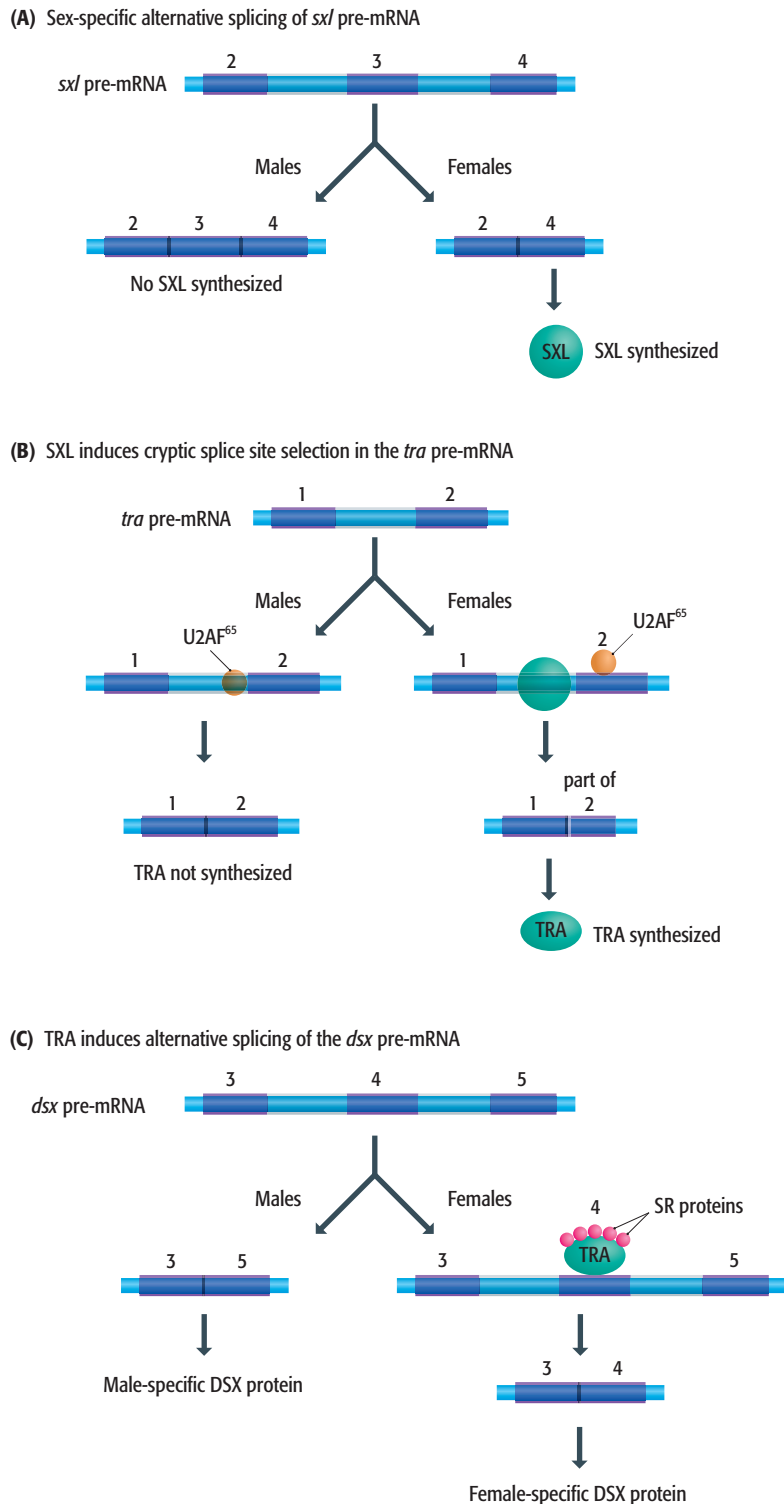 (A) Sex-specific alternative splicing of sxl pre-mRNA
2 3 4
sxl pre-mRNA
Males Females
2 3 4 2 4
No SXL synthesized
SXL SXL synthesized
(B) SXL induces cryptic splice site selection in the tra pre-mRNA
1 2
tra pre-mRNA
Males Females
U2AF65
1 2
1 2 U2AF65
part of
1 2 1 2
TRA not synthesized
TRA TRA synthesized
(C) TRA induces alternative splicing of the dsx pre-mRNA
3 4 5
dsx pre-mRNA
Males Females
4 SR proteins
TRA
3 5 3 5
Male-specific DSX protein
3 4
Female-specific DSX protein